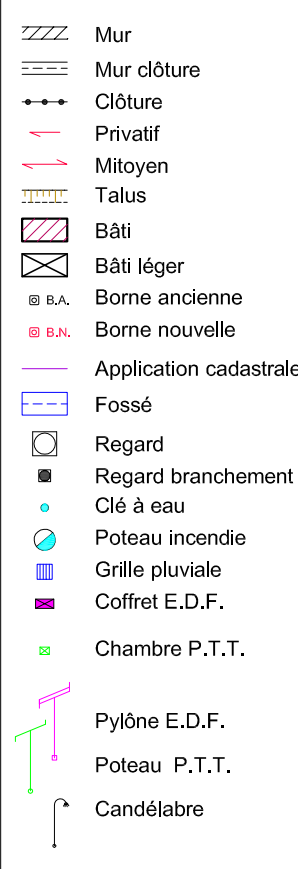 Mur
Mur clôture
Clôture
Privatif
Mitoyen
Talus
Bâti
Bâti léger
B.A. Borne ancienne
B.N. Borne nouvelle
Application cadastrale
Fossé
Regard
Regard branchement
Clé à eau
Poteau incendie
Grille pluviale
Coffret E.D.F.
Chambre P.T.T.
Pylône E.D.F.
Poteau P.T.T.
Candélabre